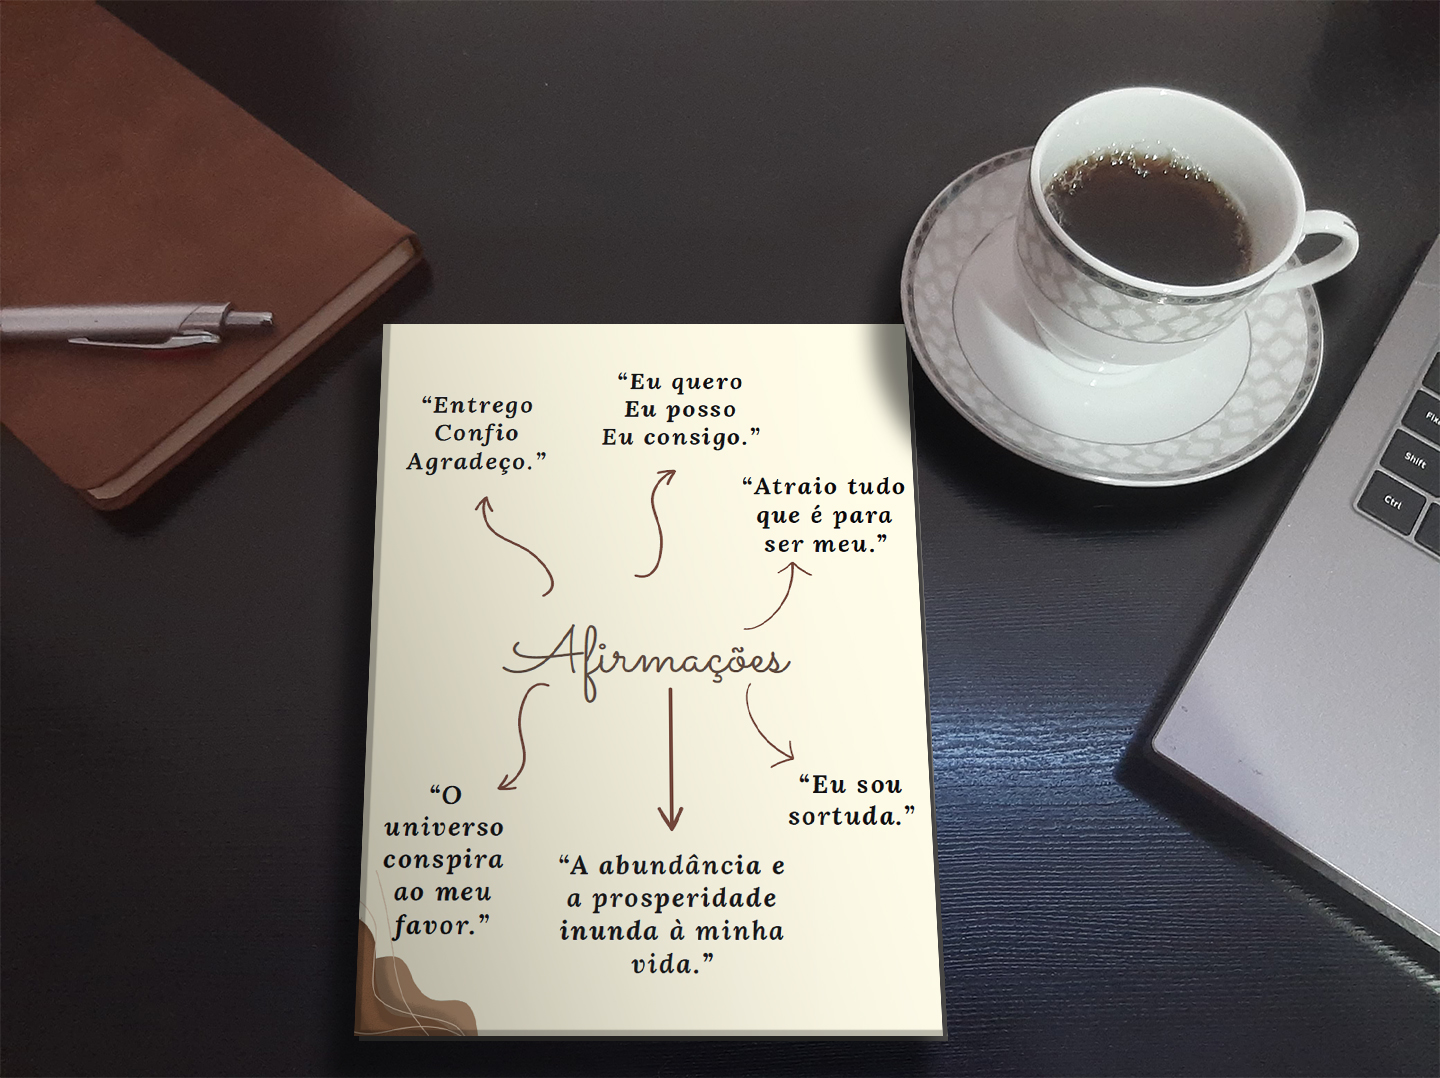 “Entrego
Confio
Agradeço.”
“Eu quero
Eu posso
Eu consigo.”
“Atraio tudo
que é para
ser meu.”
Afirmações
“O
universo
conspira
ao meu
favor.”
“A abundância e
a prosperidade
inunda à minha
vida.”
“Eu sou
sortuda.”
Shift
Ctrl